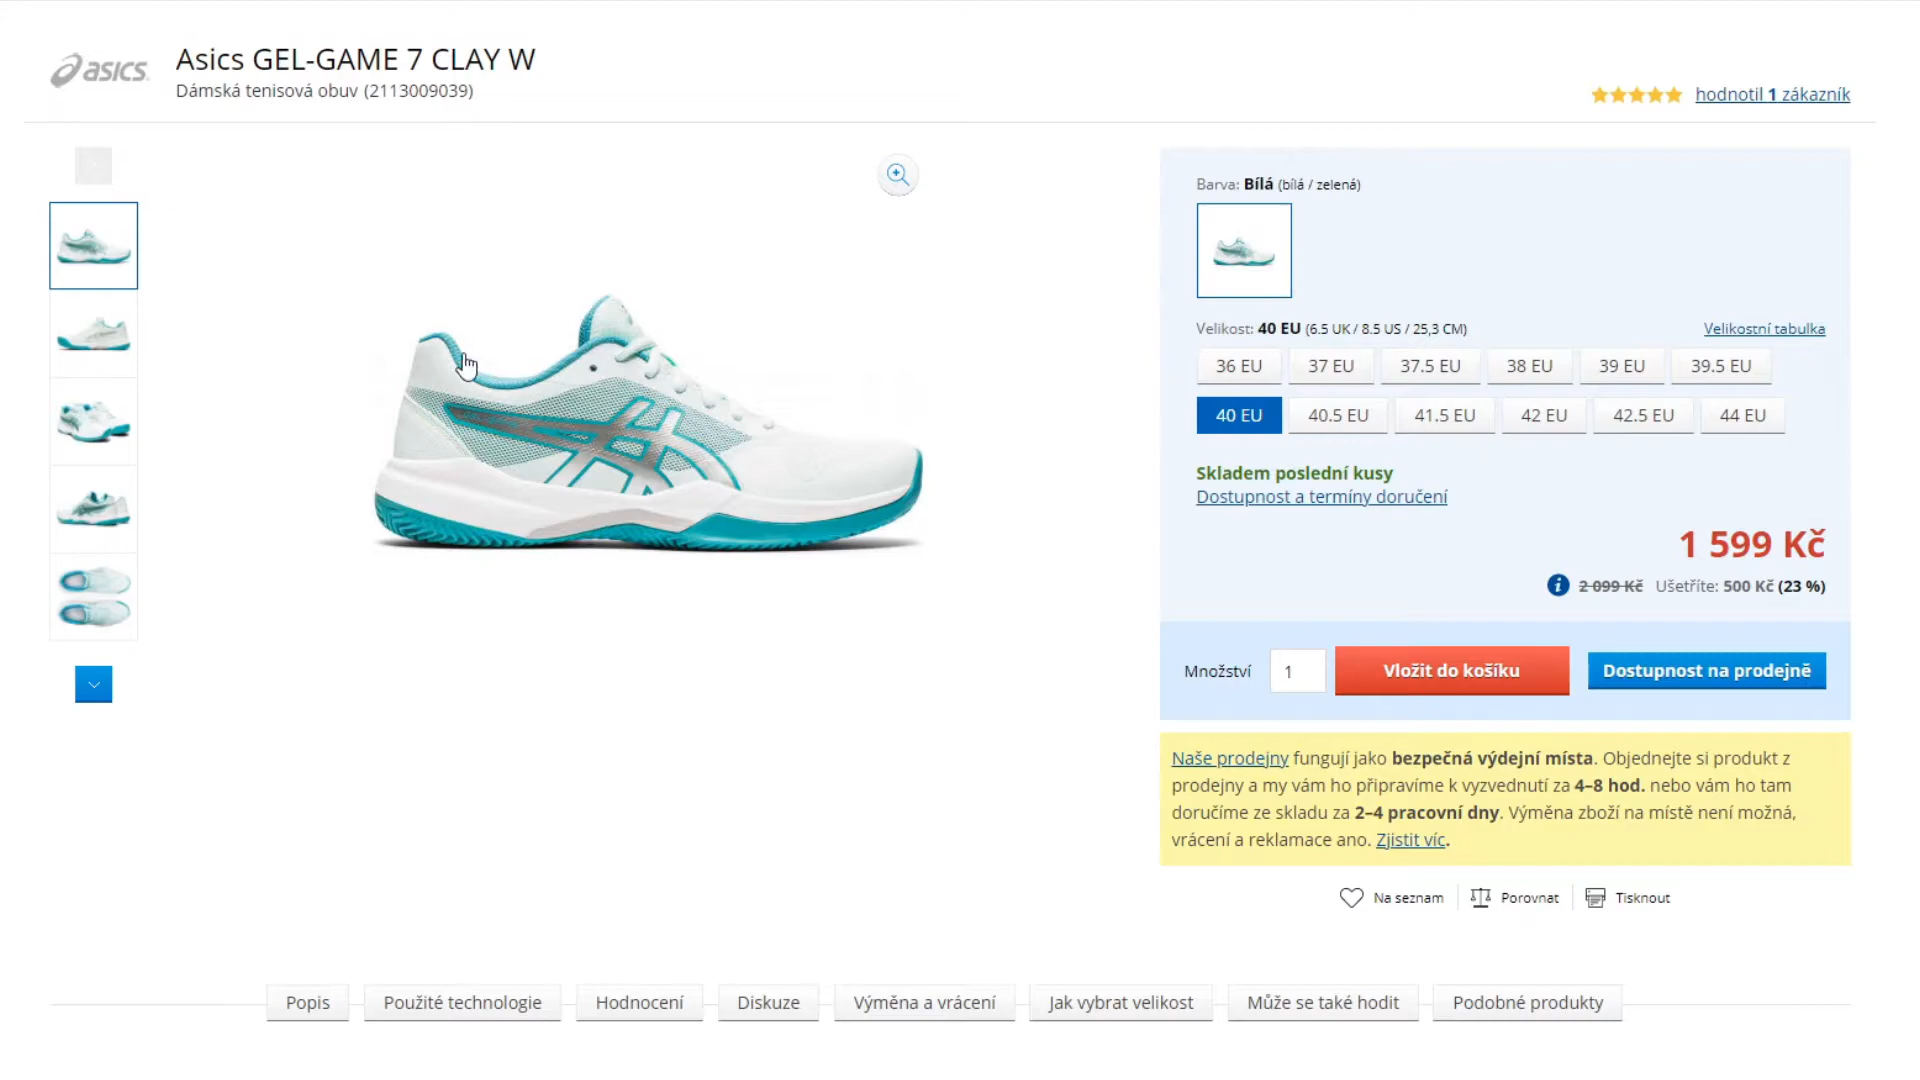 asics
Asics GEL-GAME 7 CLAY W
Dámská tenisová obuv (2113009039)
hodnotil 1 zákazník
Barva: Bílá (bílá / zelená)
Velikost: 40 EU (6.5 UK / 8.5 US / 25,3 CM)
Velikostní tabulka
36 EU
37 EU
37.5 EU
38 EU
39 EU
39.5 EU
40 EU
40.5 EU
41.5 EU
42 EU
42.5 EU
44 EU
Skladem poslední kusy
Dostupnost a termíny doručení
1 599 Kč
i 2 099 Kč Ušetříte: 500 Kč (23 %)
Množství
1
Vložit do košíku
Dostupnost na prodejně
Naše prodejny fungují jako bezpečná výdejní místa. Objednejte si produkt z
prodejny a my vám ho připravíme k vyzvednutí za 4–8 hod. nebo vám ho tam
doručíme ze skladu za 2–4 pracovní dny. Výměna zboží na místě není možná,
vrácení a reklamace ano. Zjistit víc.
Na seznam
Porovnat
Tisknout
Popis
Použité technologie
Hodnocení
Diskuze
Výměna a vrácení
Jak vybrat velikost
Může se také hodit
Podobné produkty